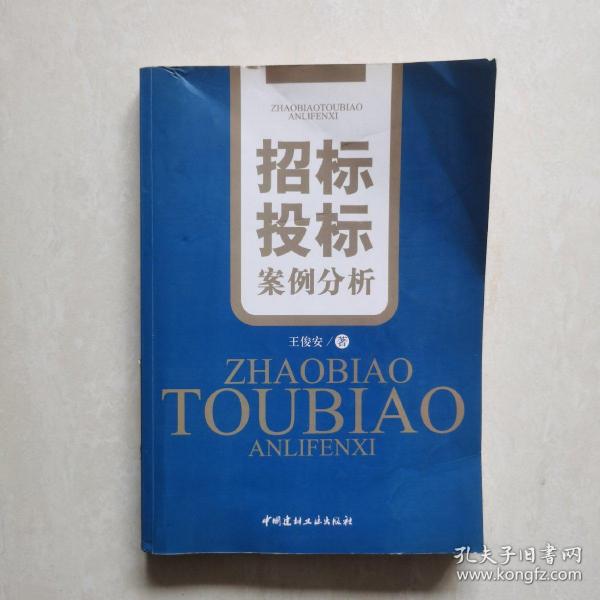 ZHAOBIAOTOUBIAO
ANLIFENXI
招标
投标
案例分析
王俊安/著
ZHAOBIAO
TOUBIAO
ANLIFENXI
中国建材工业出版社
孔夫子旧書网
www.kongfz.com